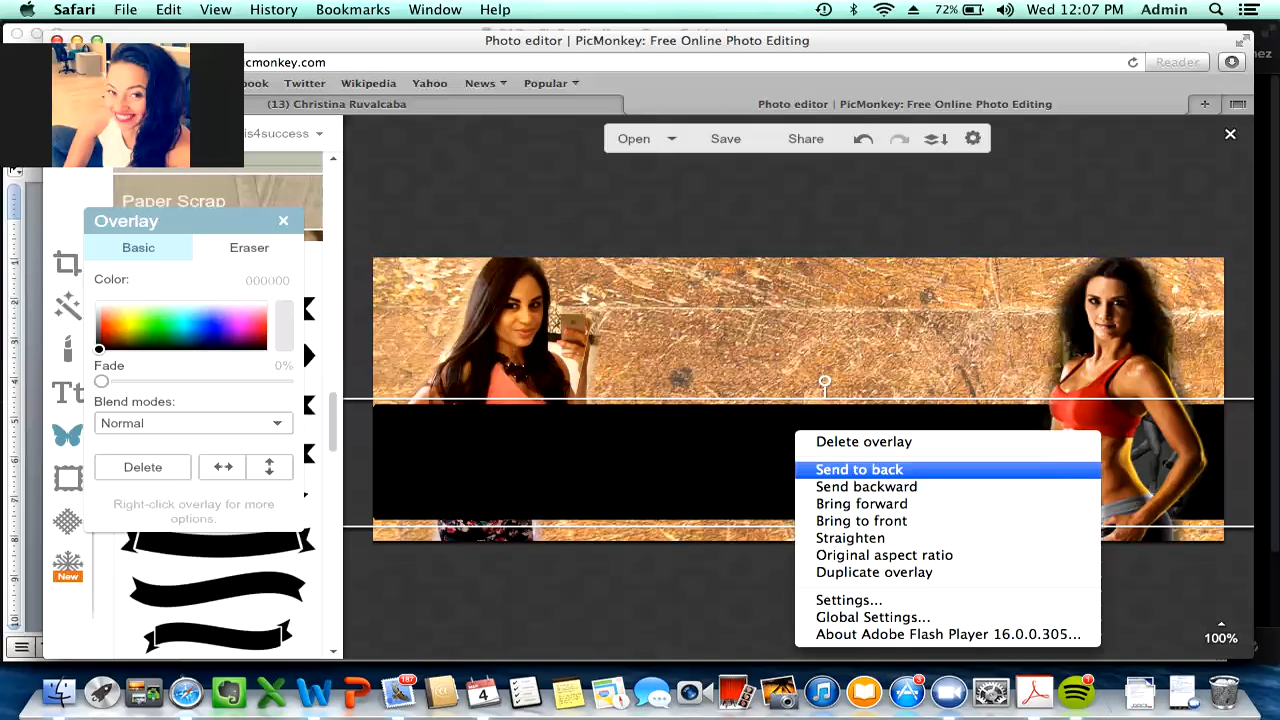 Safari File Edit View History Bookmarks Window Help 72% Wed 12:07 PM Admin
Photo editor | PicMonkey: Free Online Photo Editing
cmonkey.com Reader
book Twitter Wikipedia Yahoo News Popular
(13) Christina Ruvalcaba Photo editor | PicMonkey: Free Online Photo Editing +
is4success Open Save Share
Paper Scrap
Overlay
Basic Eraser
Color: 000000
Fade 0%
Blend modes:
Normal
Delete
Right-click overlay for more
options.
Tt
New
Delete overlay
Send to back
Send backward
Bring forward
Bring to front
Straighten
Original aspect ratio
Duplicate overlay
Settings...
Global Settings...
About Adobe Flash Player 16.0.0.305...
100%
187
MAR
4
3
1